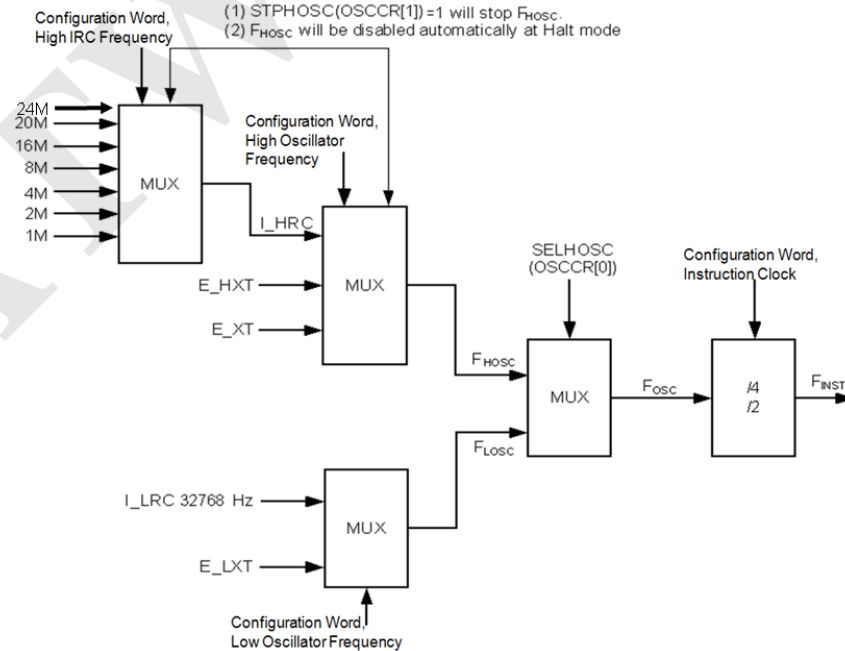 (1) STPHOSC(OSCCR[1])=1 will stop FHOSC.
(2) FHOSC will be disabled automatically at Halt mode
Configuration Word,
High IRC Frequency
24M
20M
16M
8M
4M
2M
1M
MUX
Configuration Word,
High Oscillator
Frequency
I_HRC
E_HXT
E_XT
MUX
SELHOSC
(OSCCR[0])
Configuration Word,
Instruction Clock
FHOSC
FLOSC
MUX
FOSC
/4
/2
FINST
I_LRC 32768 Hz
E_LXT
MUX
Configuration Word,
Low Oscillator Frequency